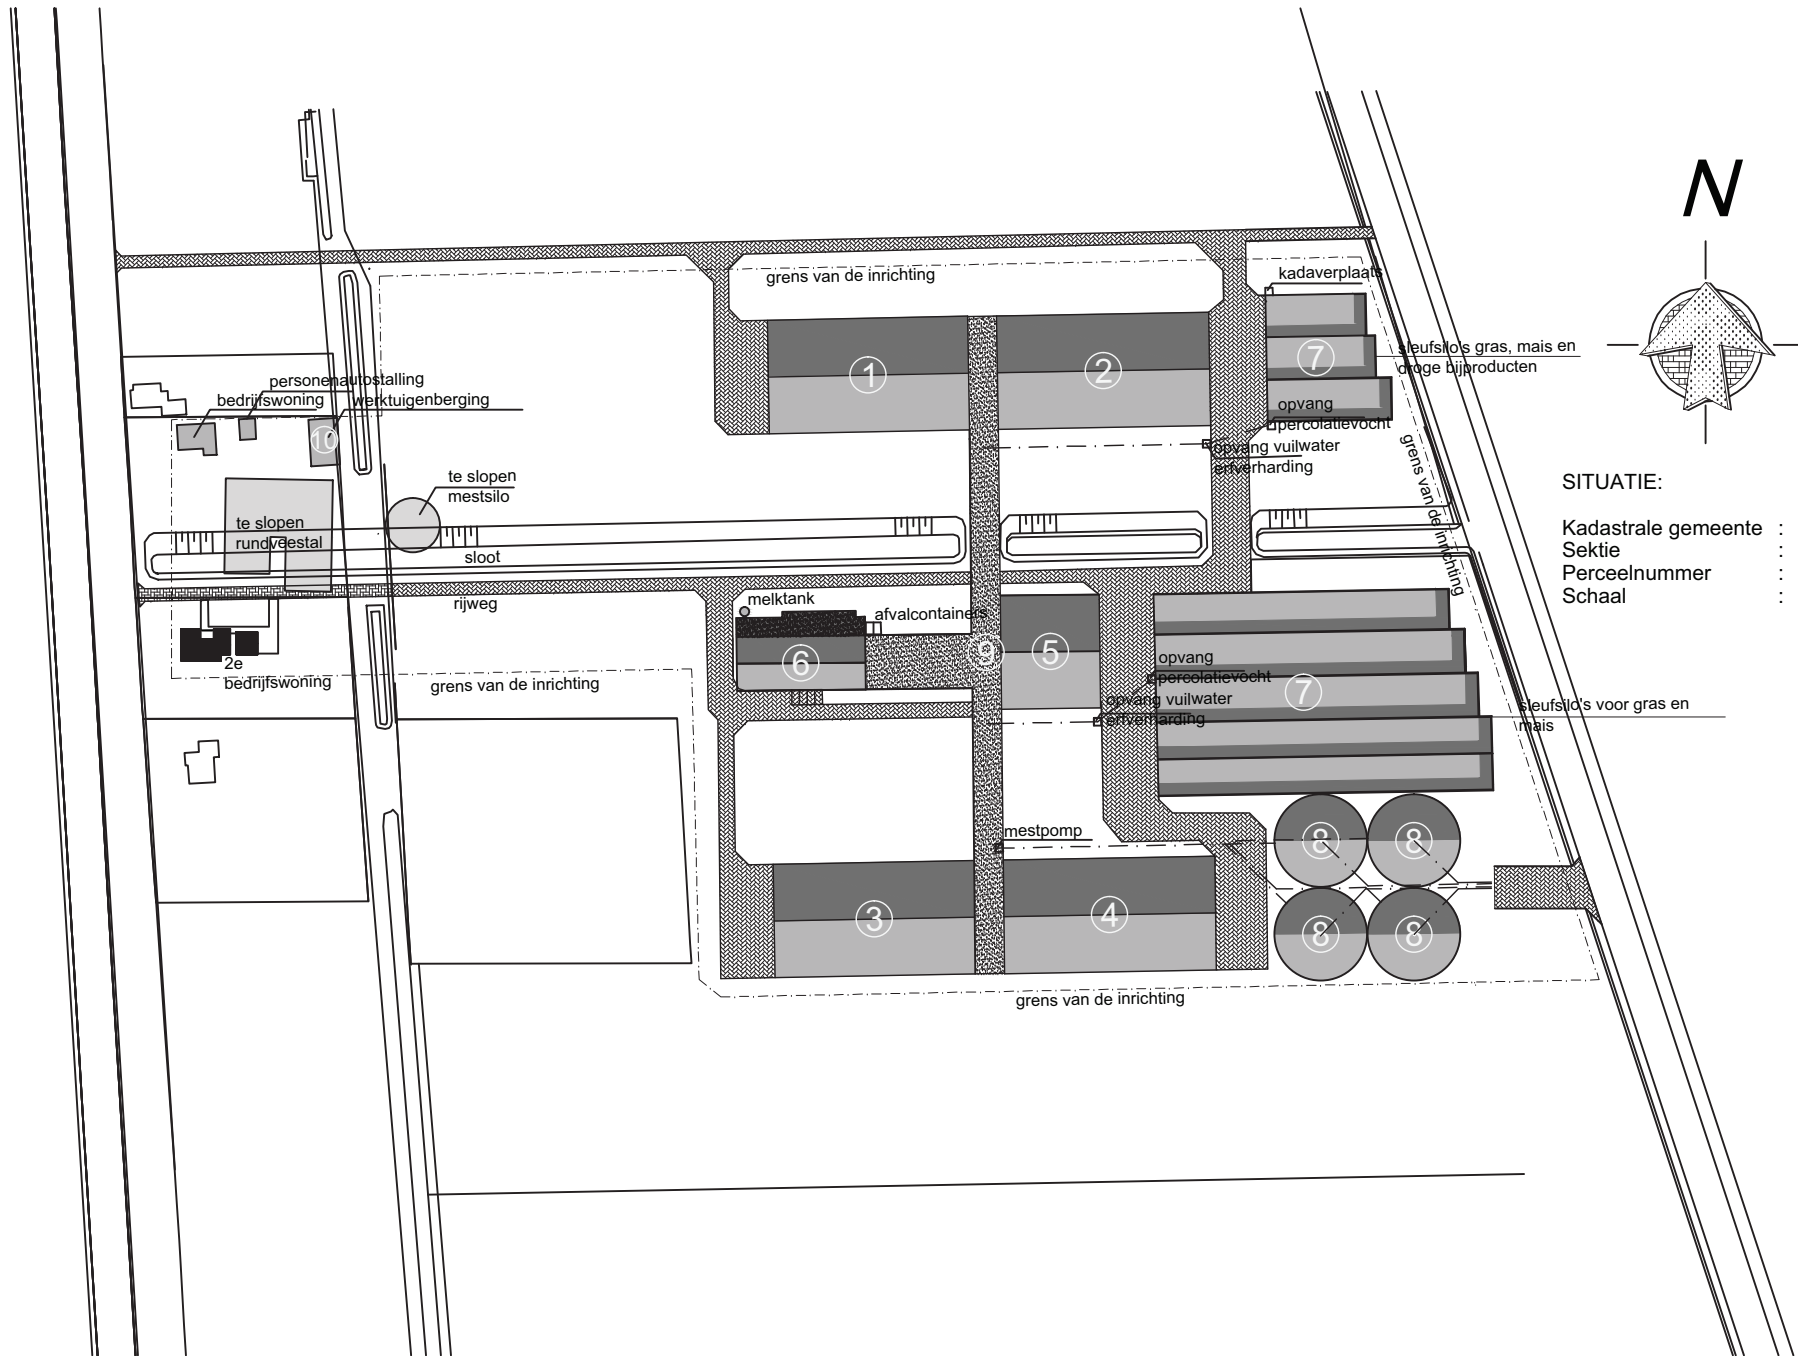 N
grens van de inrichting
kadaverplaats
1
2
7
sleufsilo's gras, mais en
droge bijproducten
personenautostalling
bedrijfswoning
werktuigenberging
10
opvang
percolatievocht
opvang vuilwater
erfverharding
grens van de inrichting
te slopen
mestsilo
te slopen
rundveestal
sloot
SITUATIE:
Kadastrale gemeente :
Sektie :
Perceelnummer :
Schaal :
rijweg
melktank
afvalcontainers
9
5
6
2e
bedrijfswoning
grens van de inrichting
opvang
percolatievocht
opvang vuilwater
erfverharding
7
sleufsilo's voor gras en
mais
mestpomp
8
8
3
4
8
8
grens van de inrichting